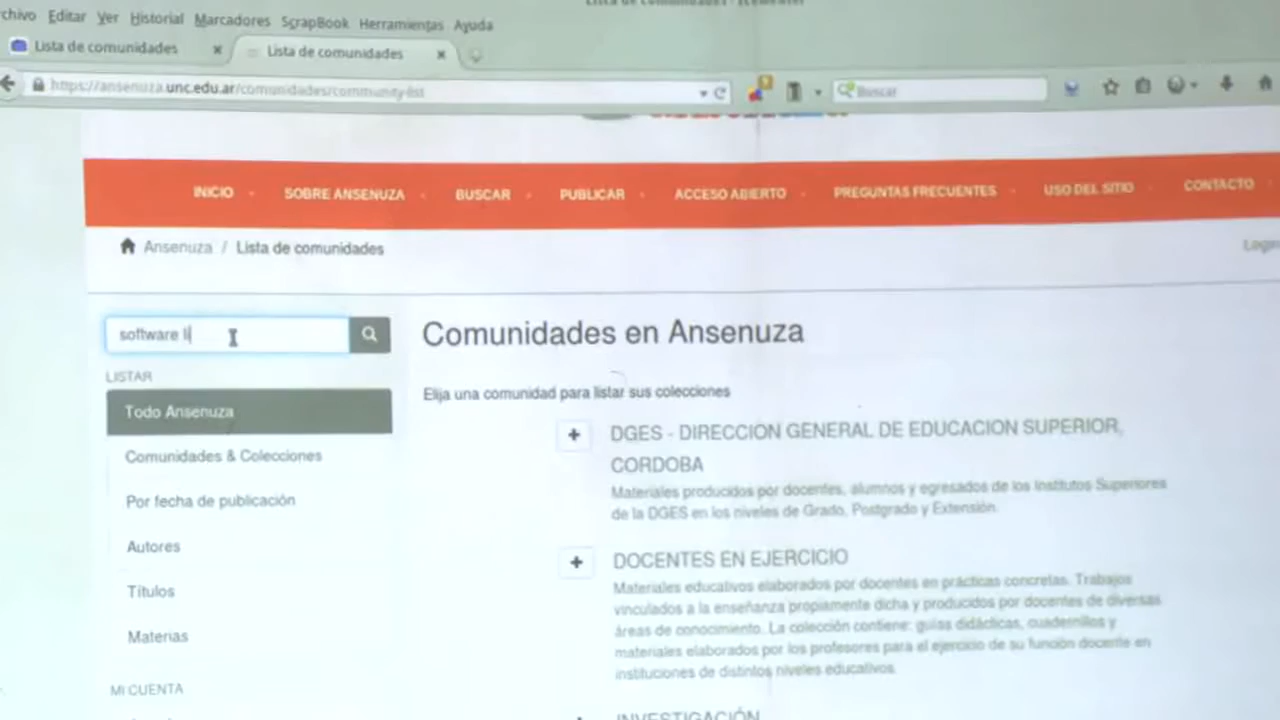 chivo Editar Ver Historial Marcadores ScrapBook Herramientas Ayuda
Lista de comunidades
Lista de comunidades
https://ansenuza.unc.edu.ar/comunidades/community-list
Buscar
INICIO SOBRE ANSENUZA BUSCAR PUBLICAR ACCESO ABIERTO PREGUNTAS FRECUENTES USO DEL SITIO CONTACTO
Ansenuza / Lista de comunidades
Login
software li
Comunidades en Ansenuza
LISTAR
Elija una comunidad para listar sus colecciones
Todo Ansenuza
Comunidades & Colecciones
Por fecha de publicación
Autores
Títulos
Materias
MI CUENTA
+ DGES - DIRECCION GENERAL DE EDUCACION SUPERIOR,
CORDOBA
Materiales producidos por docentes, alumnos y egresados de los Institutos Superiores
de la DGES en los niveles de Grado, Postgrado y Extensión.
+ DOCENTES EN EJERCICIO
Materiales educativos elaborados por docentes en prácticas concretas. Trabajos
vinculados a la enseñanza propiamente dicha y producidos por docentes de diversas
áreas de conocimiento. La colección contiene: guías didácticas, cuadernillos y
materiales elaborados por los profesores para el ejercicio de su función docente en
instituciones de distintos niveles educativos.
INVESTIGACIÓN